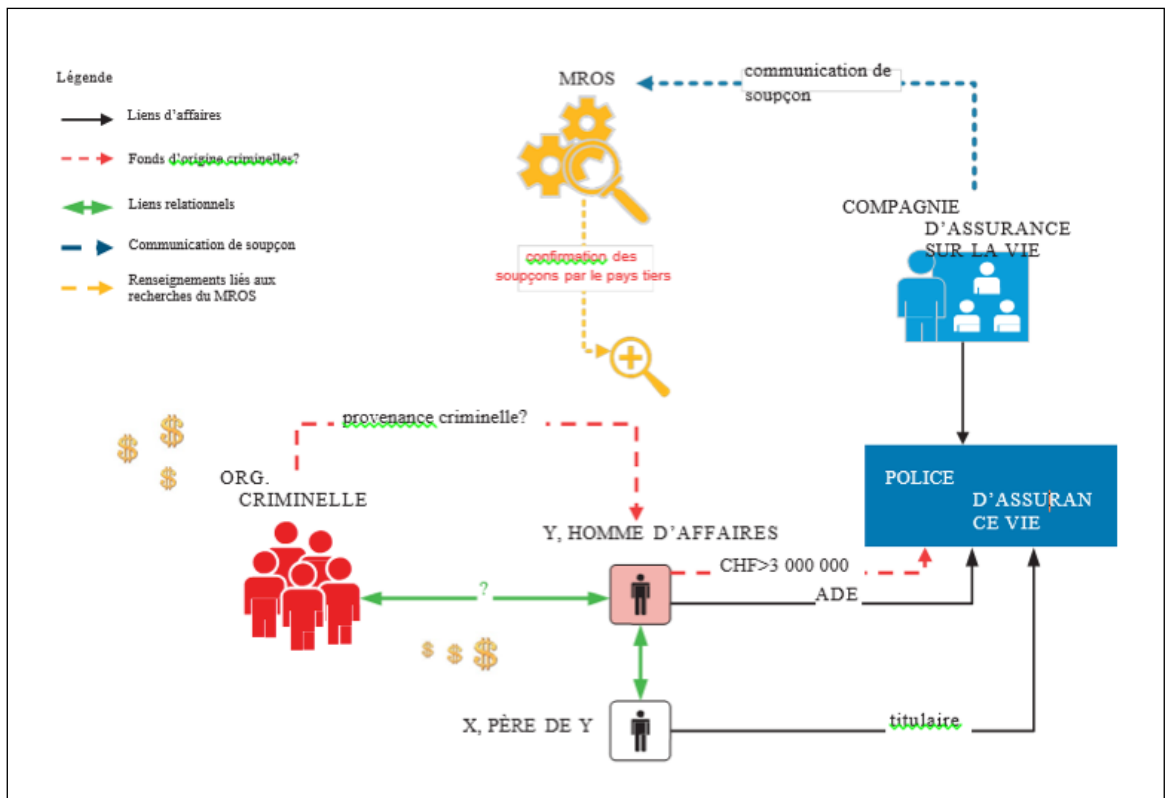 Légende
Liens d'affaires
Fonds d'origine criminelles?
Liens relationnels
Communication de soupçon
Renseignements liés aux
recherches du MROS
MROS
communication de
soupçon
COMPAGNIE
D'ASSURANCE
SUR LA VIE
confirmation des
soupçons par le pays tiers
provenance criminelle?
ORG.
CRIMINELLE
Y, HOMME D'AFFAIRES
POLICE
D'ASSURAN
CE VIE
CHF>3 000 000
ADE
?
X, PÈRE DE Y
titulaire
$
$
$
$
$
$